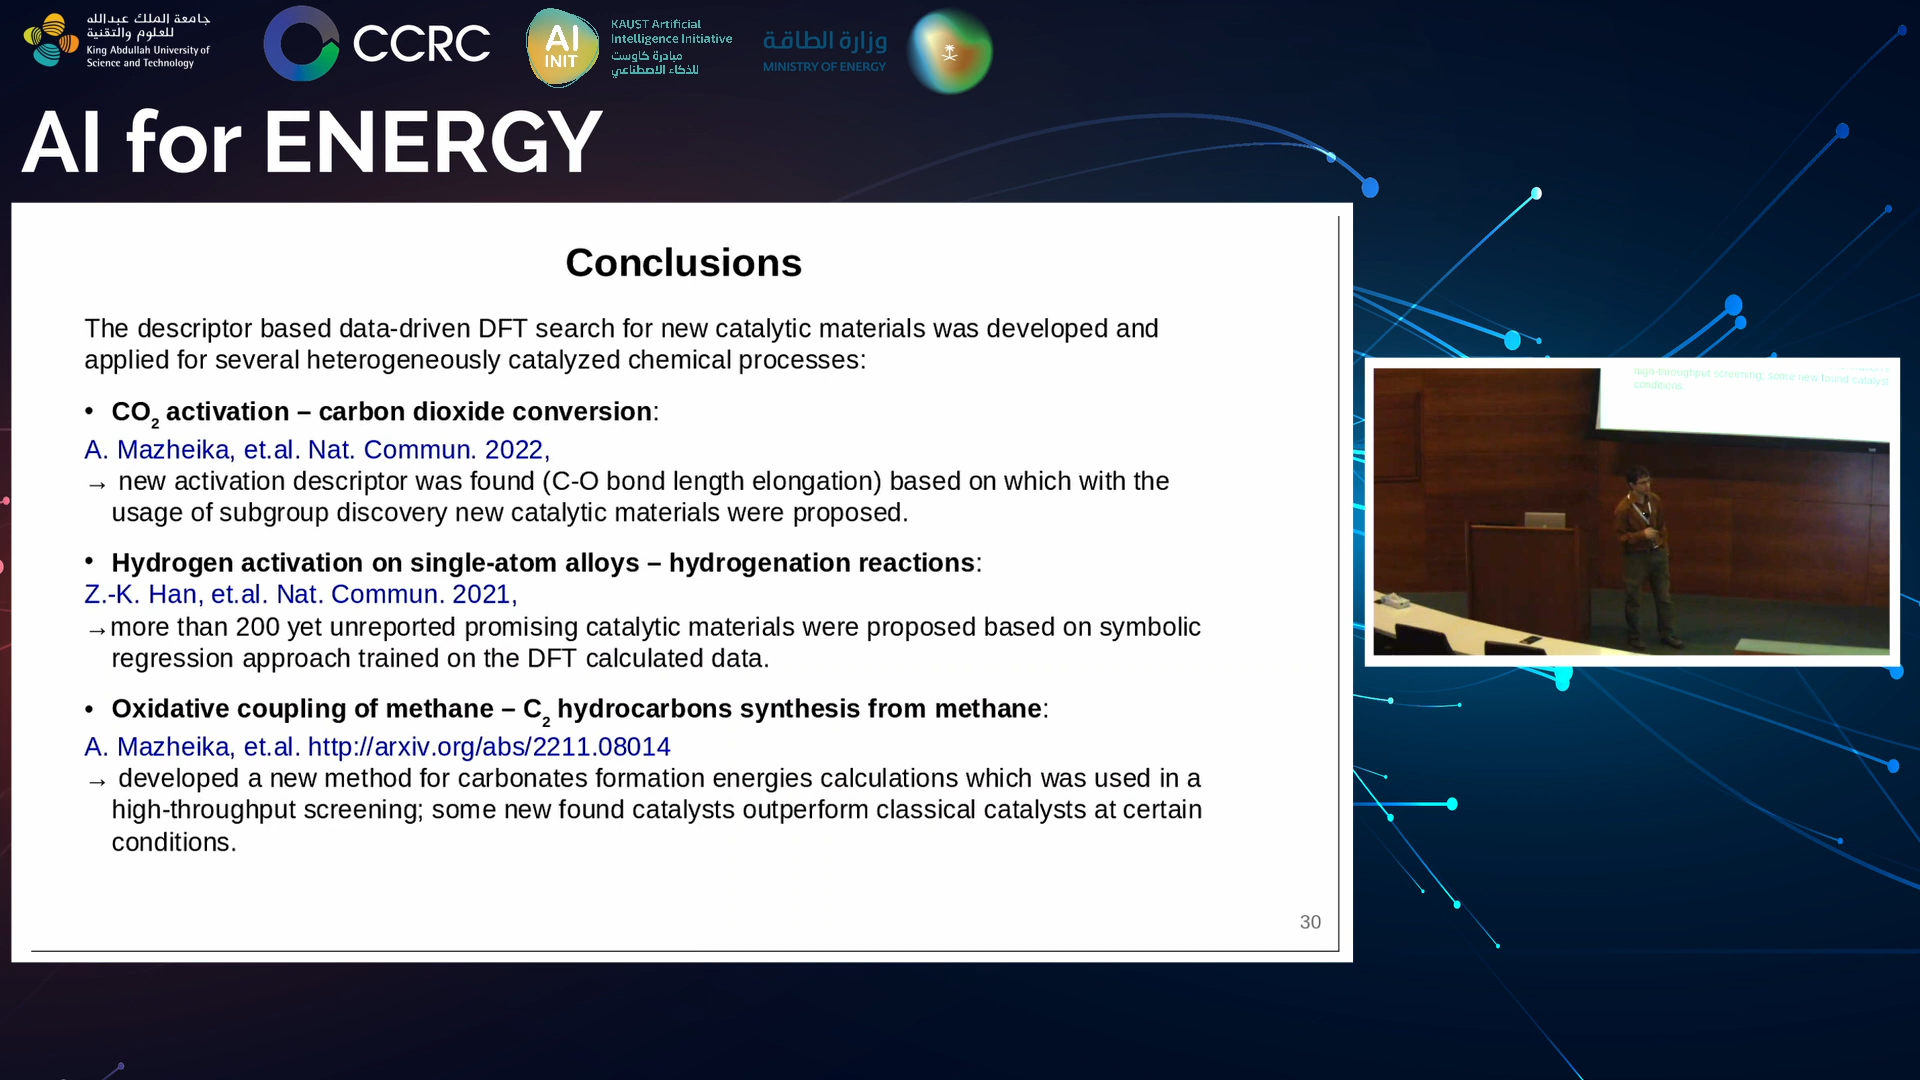 جامعة الملك عبدالله
للعلوم والتقنية
King Abdullah University of
Science and Technology
CCRC
AI
INIT
KAUST Artificial
Intelligence Initiative
مبادرة كاوست
للذكاء الاصطناعي
وزارة الطاقة
MINISTRY OF ENERGY
AI for ENERGY
Conclusions
The descriptor based data-driven DFT search for new catalytic materials was developed and
applied for several heterogeneously catalyzed chemical processes:
• CO2 activation – carbon dioxide conversion:
A. Mazheika, et.al. Nat. Commun. 2022,
→ new activation descriptor was found (C-O bond length elongation) based on which with the
usage of subgroup discovery new catalytic materials were proposed.
• Hydrogen activation on single-atom alloys – hydrogenation reactions:
Z.-K. Han, et.al. Nat. Commun. 2021,
→more than 200 yet unreported promising catalytic materials were proposed based on symbolic
regression approach trained on the DFT calculated data.
• Oxidative coupling of methane – C2 hydrocarbons synthesis from methane:
A. Mazheika, et.al. http://arxiv.org/abs/2211.08014
→ developed a new method for carbonates formation energies calculations which was used in a
high-throughput screening; some new found catalysts outperform classical catalysts at certain
conditions.
30
high-throughput screening; some new found catalyst
conditions.